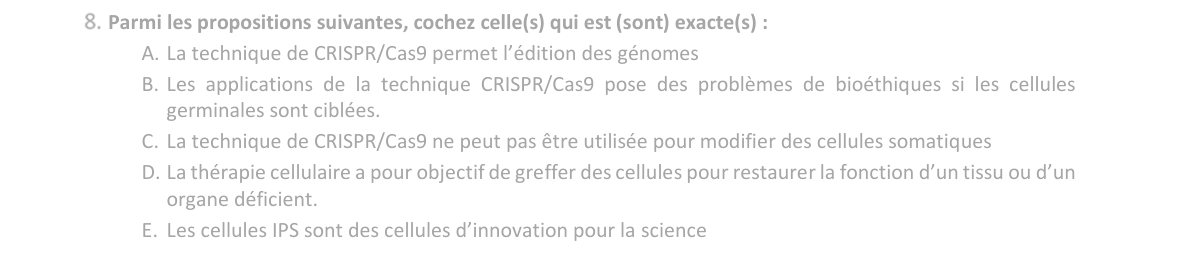 8. Parmi les propositions suivantes, cochez celle(s) qui est (sont) exacte(s) :
A. La technique de CRISPR/Cas9 permet l’édition des génomes
B. Les applications de la technique CRISPR/Cas9 pose des problèmes de bioéthiques si les cellules
germinales sont ciblées.
C. La technique de CRISPR/Cas9 ne peut pas être utilisée pour modifier des cellules somatiques
D. La thérapie cellulaire a pour objectif de greffer des cellules pour restaurer la fonction d’un tissu ou d’un
organe déficient.
E. Les cellules IPS sont des cellules d’innovation pour la science